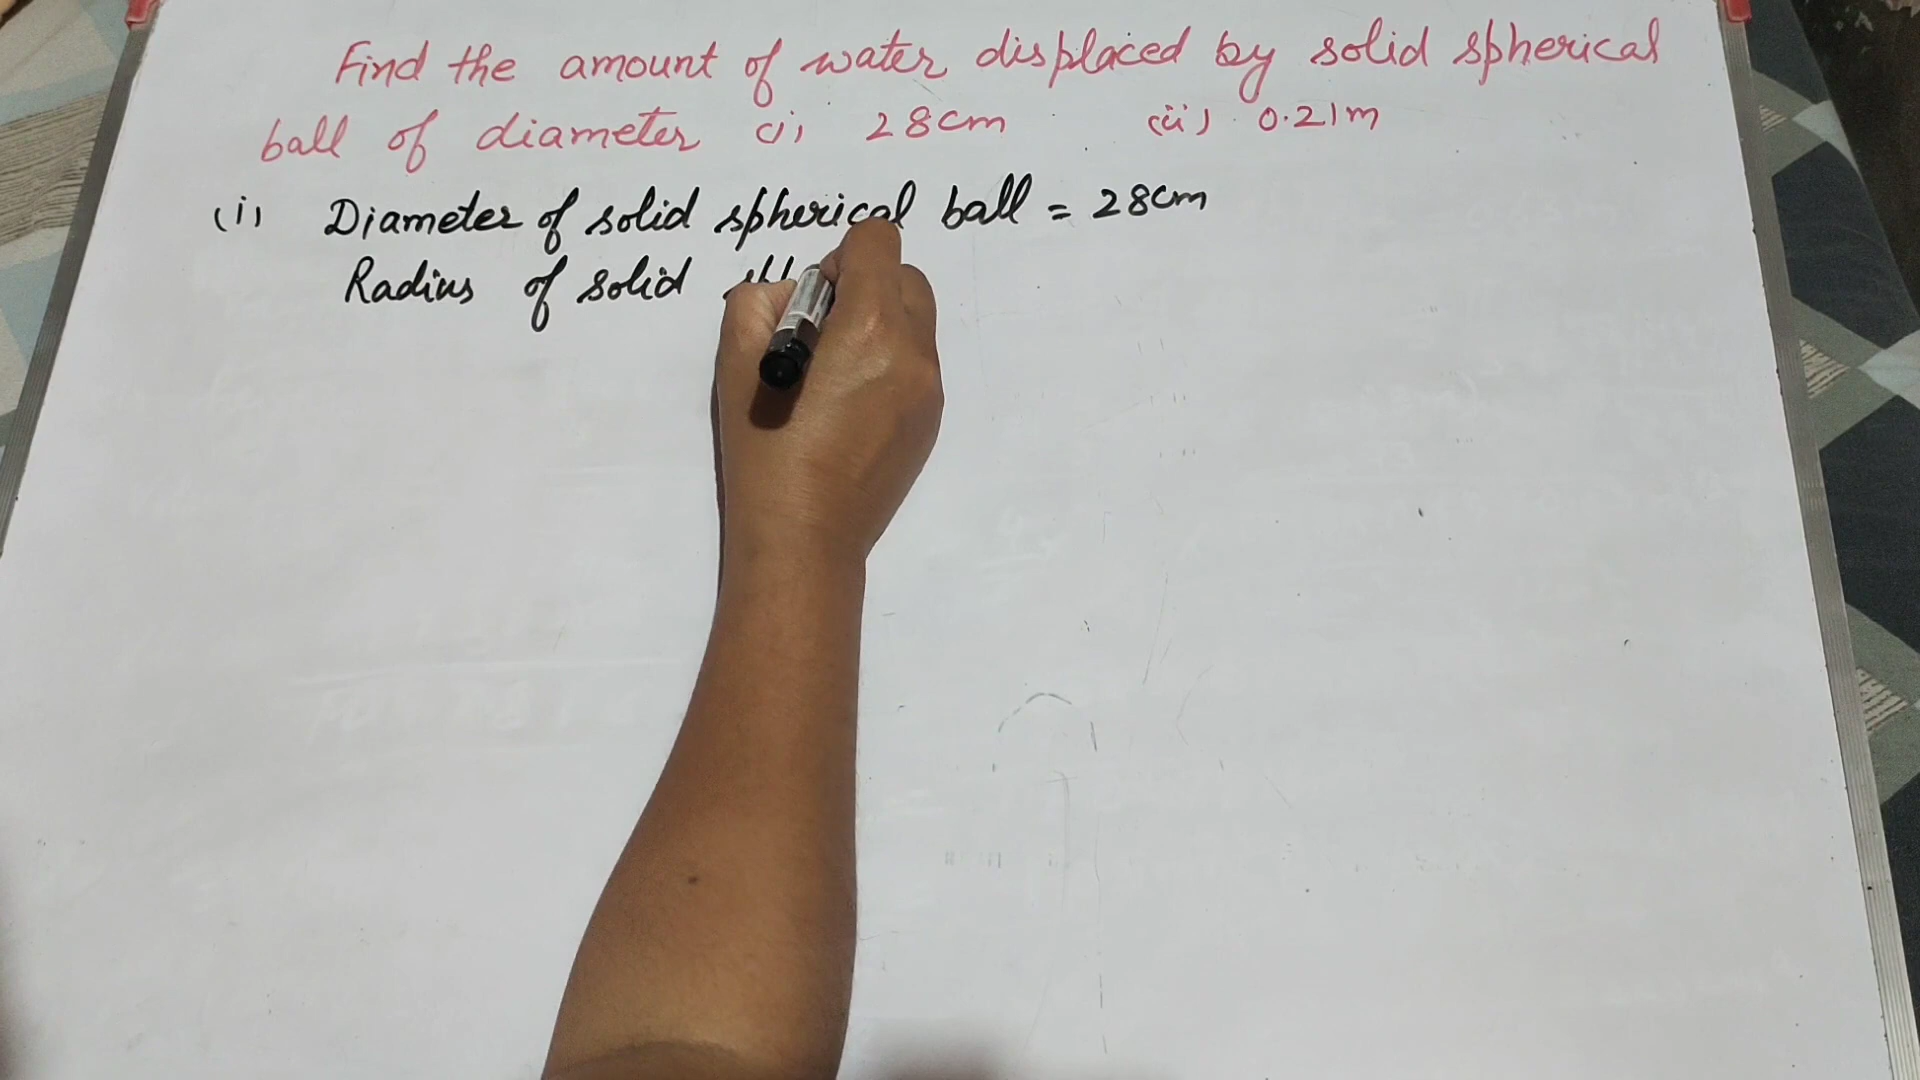 Find the amount of water displaced by solid spherical
ball of diameter (i) 28cm (ii) 0.21m
(i) Diameter of solid spherical ball = 28cm
Radius of solid